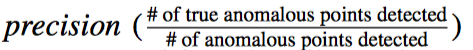 precision (# of true anomalous points detected / # of anomalous points detected)